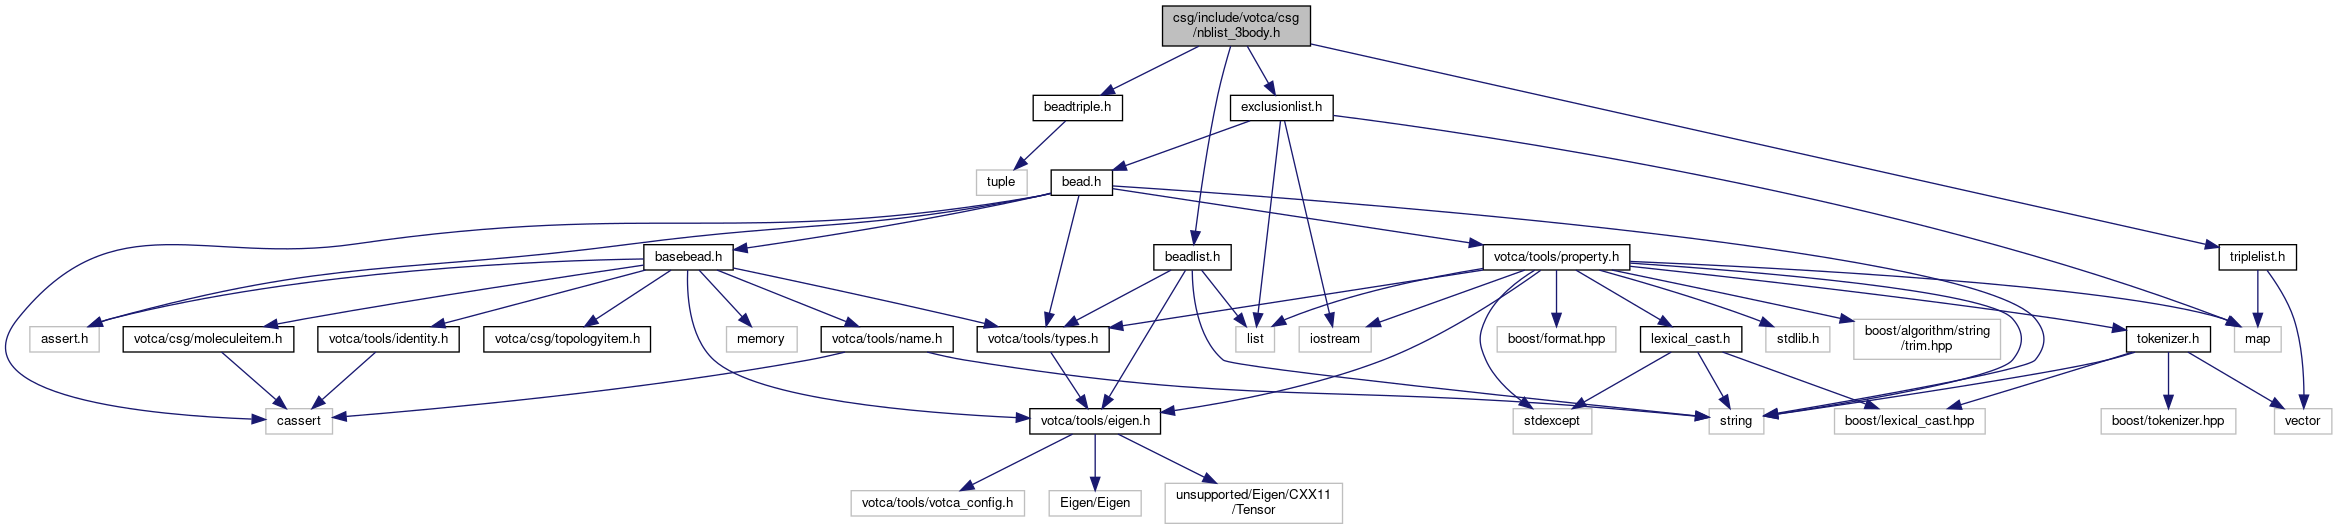 csg/include/votca/csg
/nblist_3body.h
beadtriple.h
exclusionlist.h
tuple
bead.h
basebead.h
beadlist.h
votca/tools/property.h
triplelist.h
assert.h
votca/csg/moleculeitem.h
votca/tools/identity.h
votca/csg/topologyitem.h
memory
votca/tools/name.h
votca/tools/types.h
list
iostream
boost/format.hpp
lexical_cast.h
stdlib.h
boost/algorithm/string
/trim.hpp
tokenizer.h
map
cassert
votca/tools/eigen.h
stdexcept
string
boost/lexical_cast.hpp
boost/tokenizer.hpp
vector
votca/tools/votca_config.h
Eigen/Eigen
unsupported/Eigen/CXX11
/Tensor